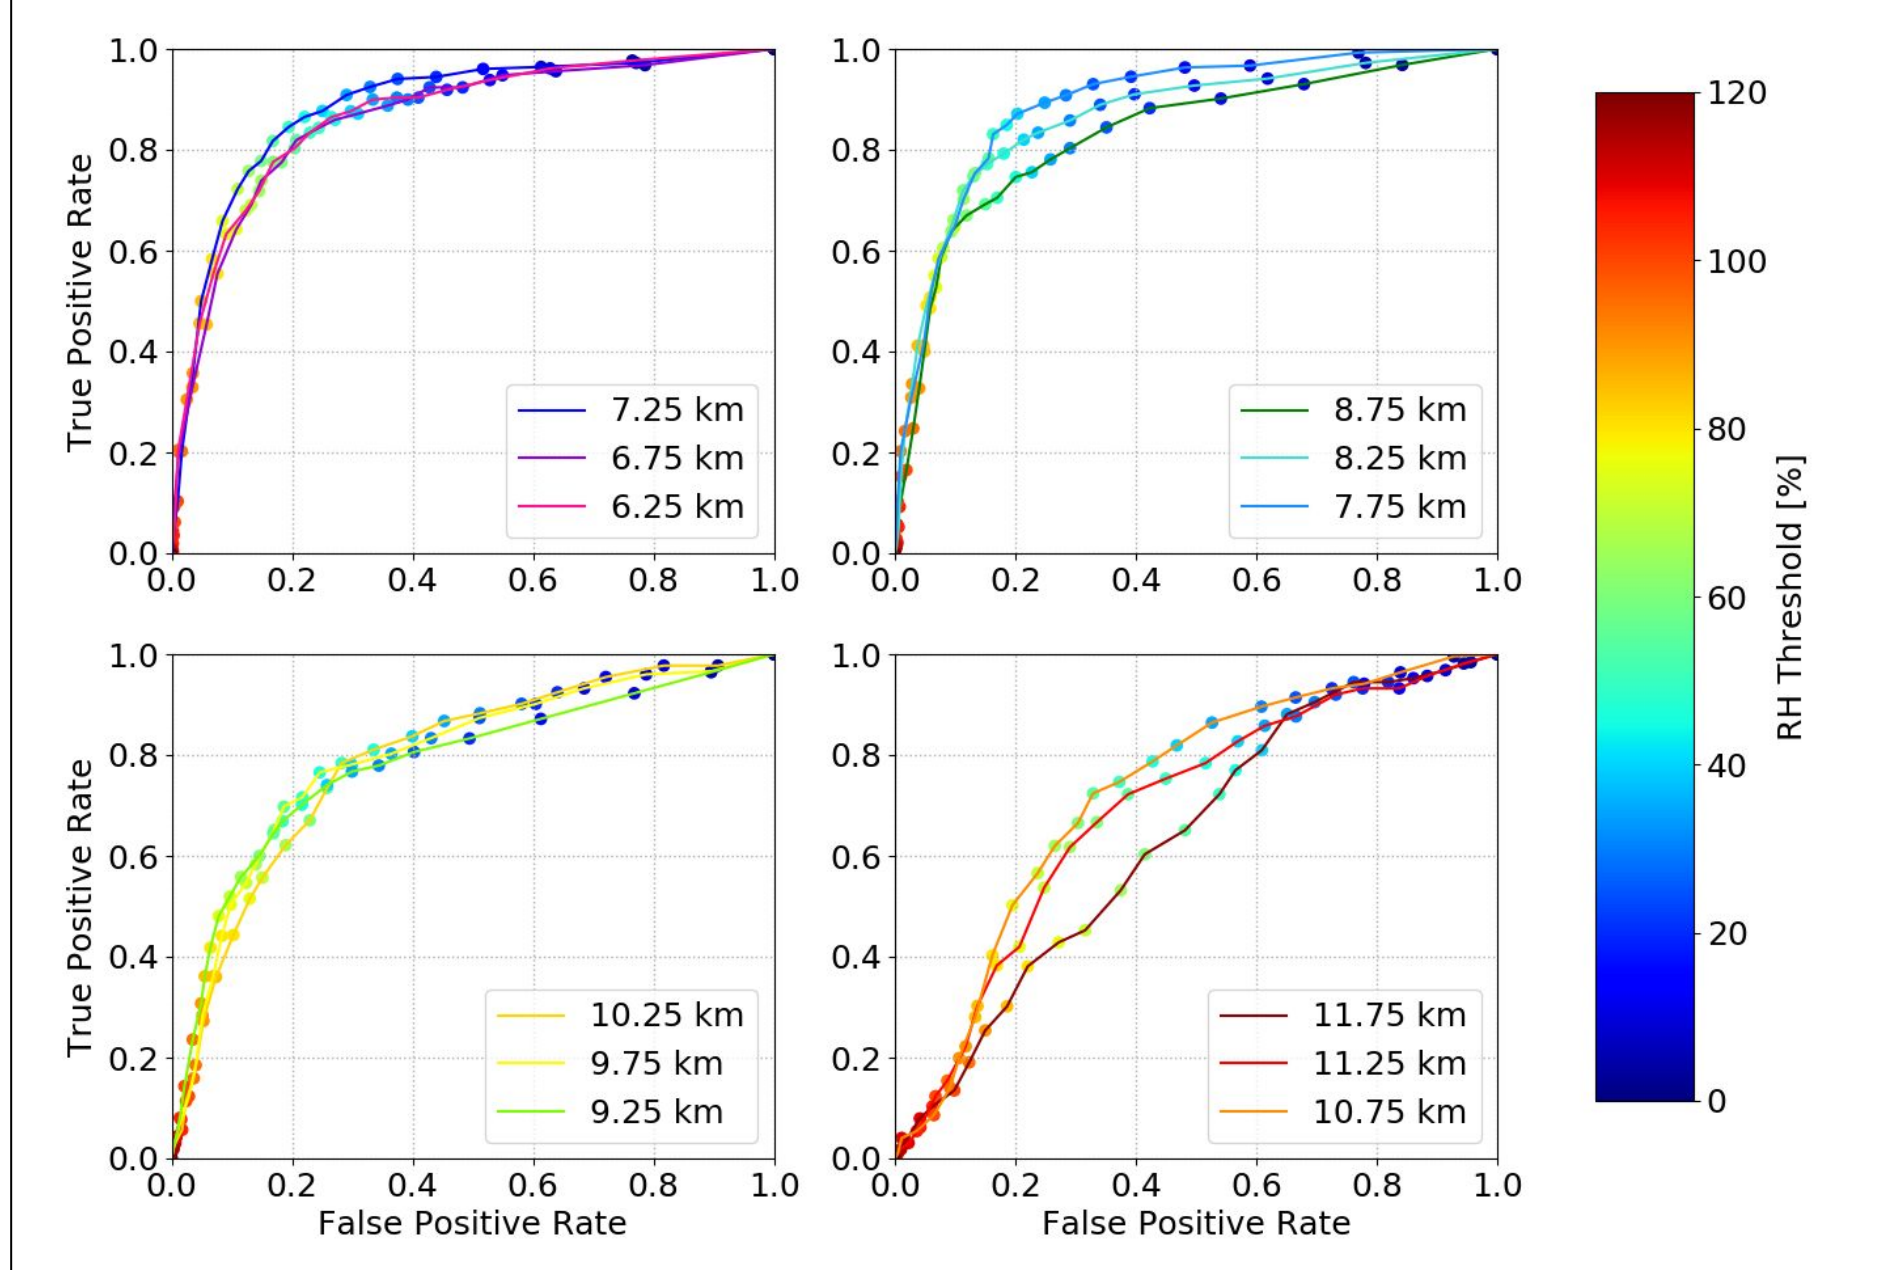 1.0
0.8
0.6
0.4
0.2
0.0
True Positive Rate
0.0 0.2 0.4 0.6 0.8 1.0
7.25 km
6.75 km
6.25 km
1.0
0.8
0.6
0.4
0.2
0.0
0.0 0.2 0.4 0.6 0.8 1.0
8.75 km
8.25 km
7.75 km
1.0
0.8
0.6
0.4
0.2
0.0
True Positive Rate
0.0 0.2 0.4 0.6 0.8 1.0
False Positive Rate
10.25 km
9.75 km
9.25 km
1.0
0.8
0.6
0.4
0.2
0.0
0.0 0.2 0.4 0.6 0.8 1.0
False Positive Rate
11.75 km
11.25 km
10.75 km
120
100
80
60
40
20
0
RH Threshold [%]